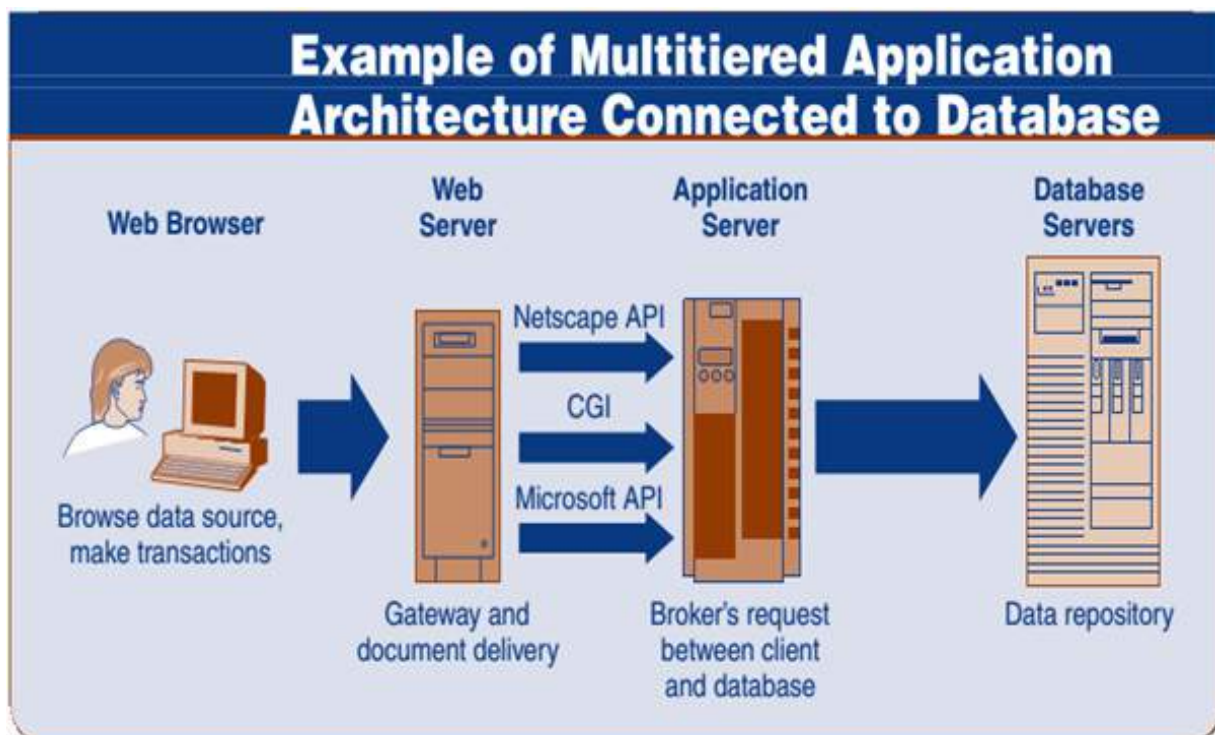 Example of Multitiered Application
Architecture Connected to Database
Web Browser
Web
Server
Application
Server
Database
Servers
Netscape API
CGI
Microsoft API
Browse data source,
make transactions
Gateway and
document delivery
Broker's request
between client
and database
Data repository